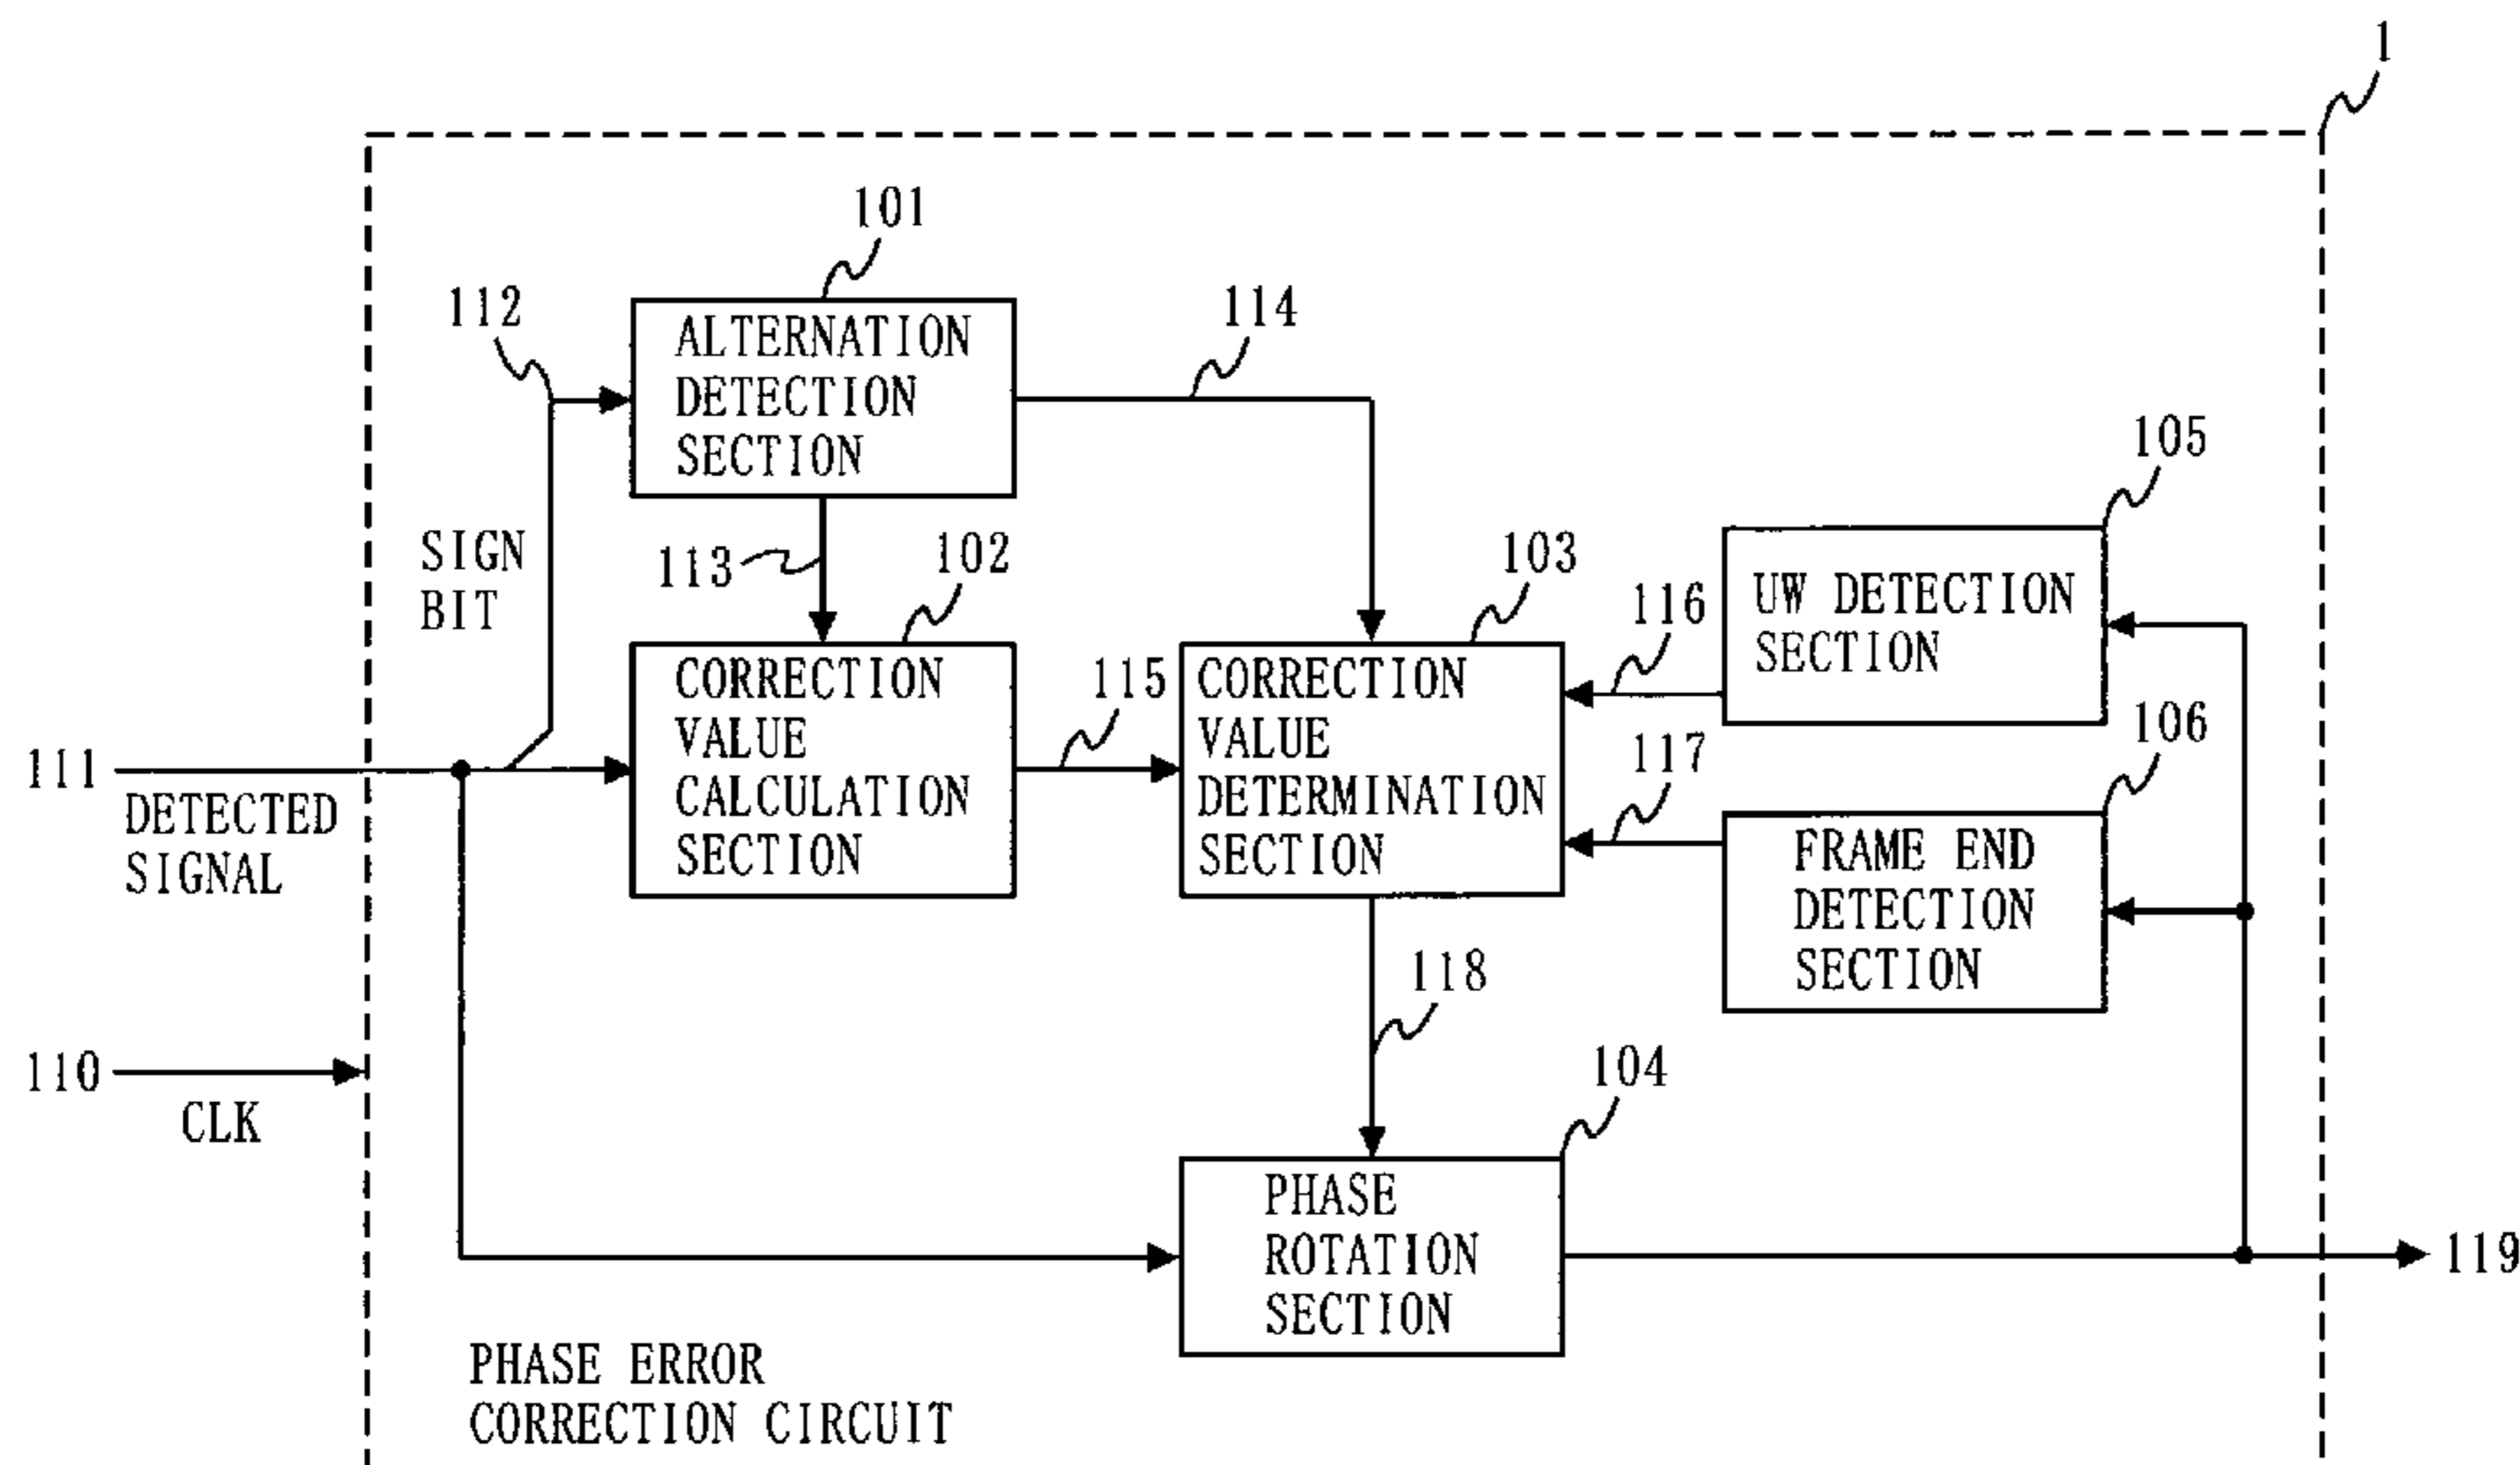 1
101
112
ALTERNATION
DETECTION
SECTION
114
105
SIGN
BIT
113
102
103
116
UW DETECTION
SECTION
CORRECTION
VALUE
CALCULATION
SECTION
115
CORRECTION
VALUE
DETERMINATION
SECTION
117
106
111
DETECTED
SIGNAL
FRAME END
DETECTION
SECTION
118
110
CLK
104
PHASE
ROTATION
SECTION
119
PHASE ERROR
CORRECTION CIRCUIT